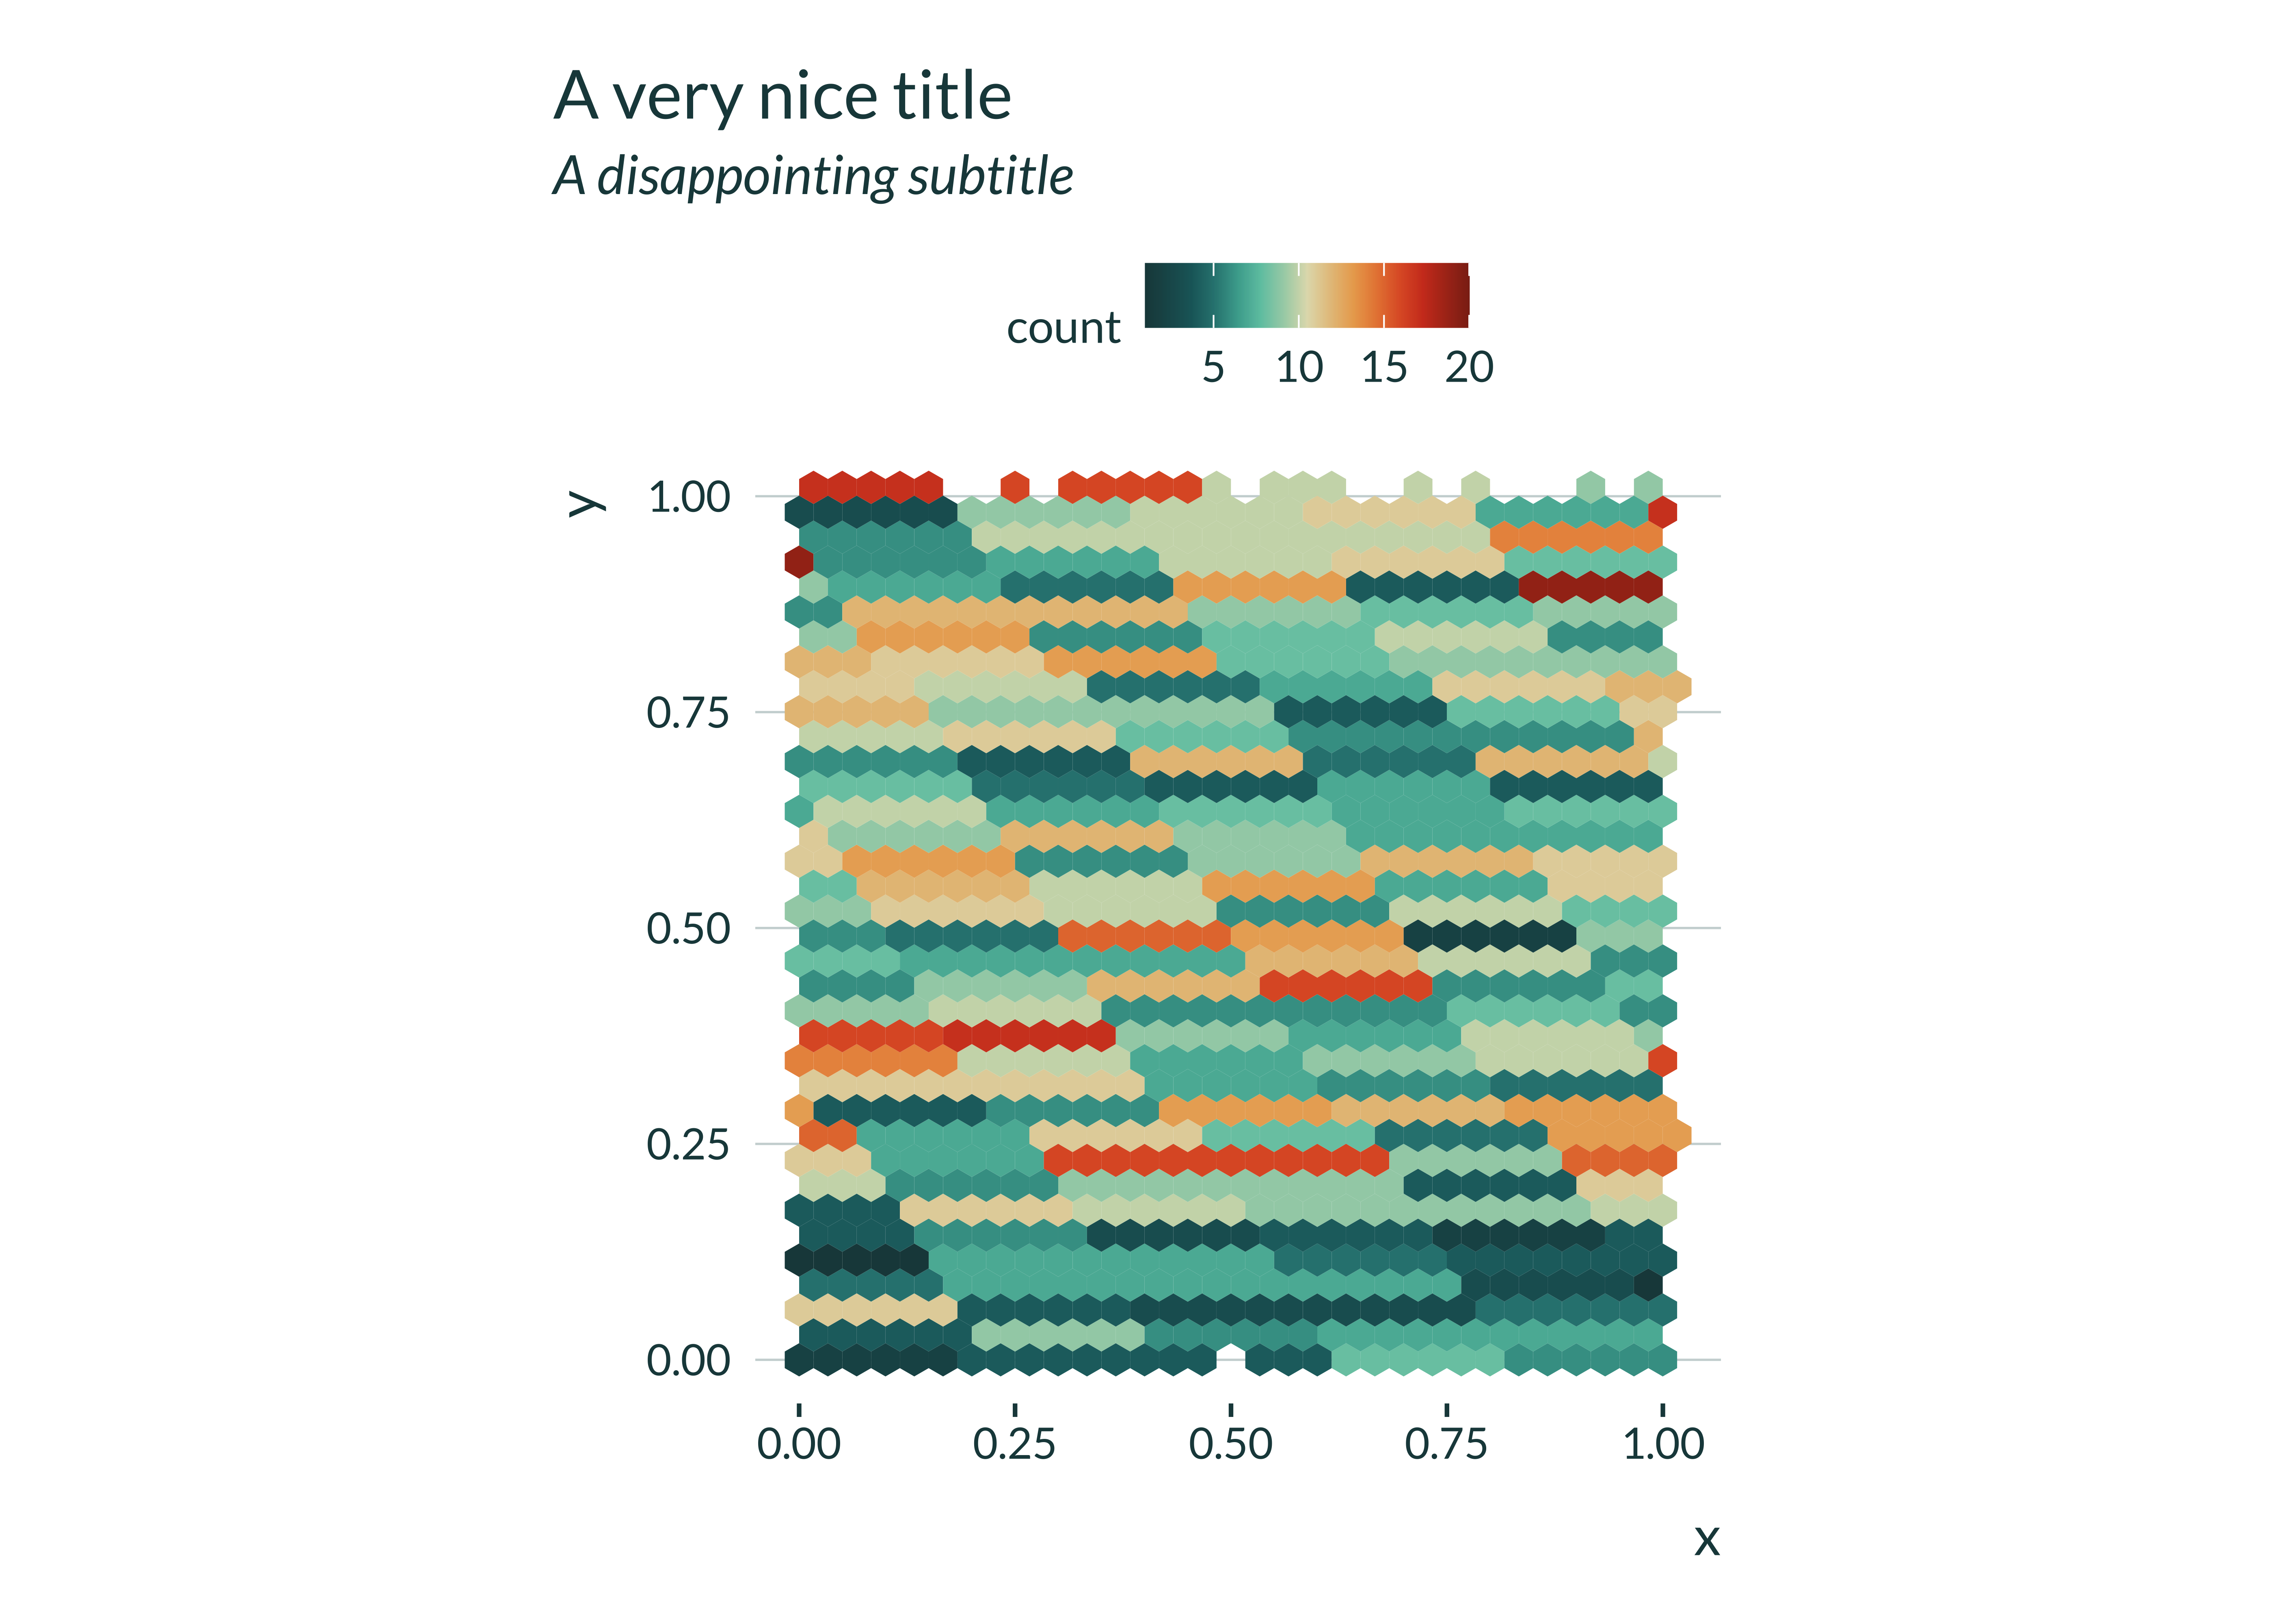 A very nice title
A disappointing subtitle
count
5 10 15 20
y
1.00
0.75
0.50
0.25
0.00
0.00 0.25 0.50 0.75 1.00
x